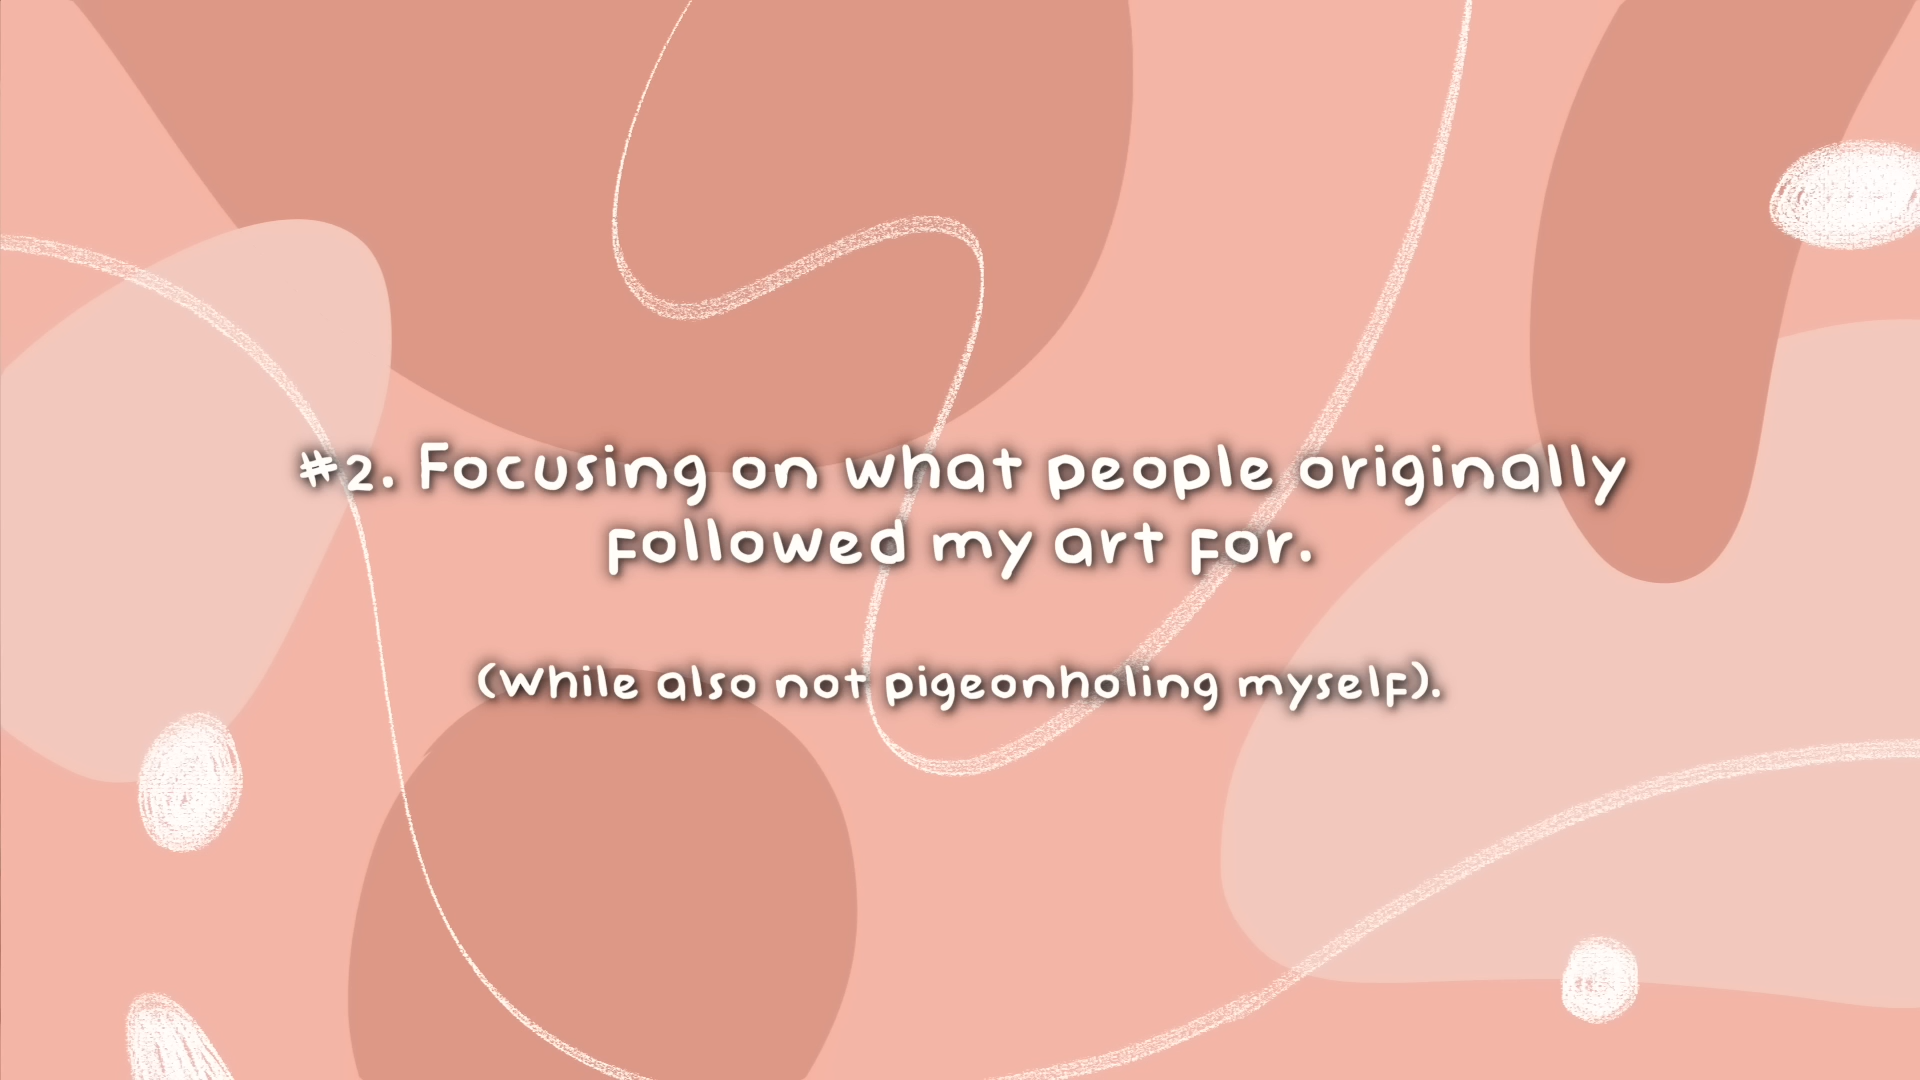 #2. Focusing on what people originally
followed my art for.
(While also not pigeonholing myself).